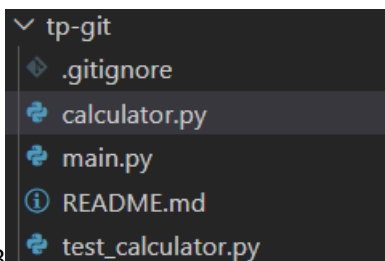 tp-git
.gitignore
calculator.py
main.py
README.md
test_calculator.py